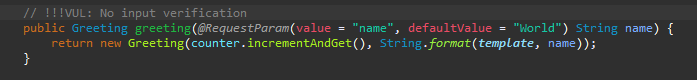 // !!!VUL: No input verification
public Greeting greeting(@RequestParam(value = "name", defaultValue = "World") String name) {
return new Greeting(counter.incrementAndGet(), String.format(template, name));
}